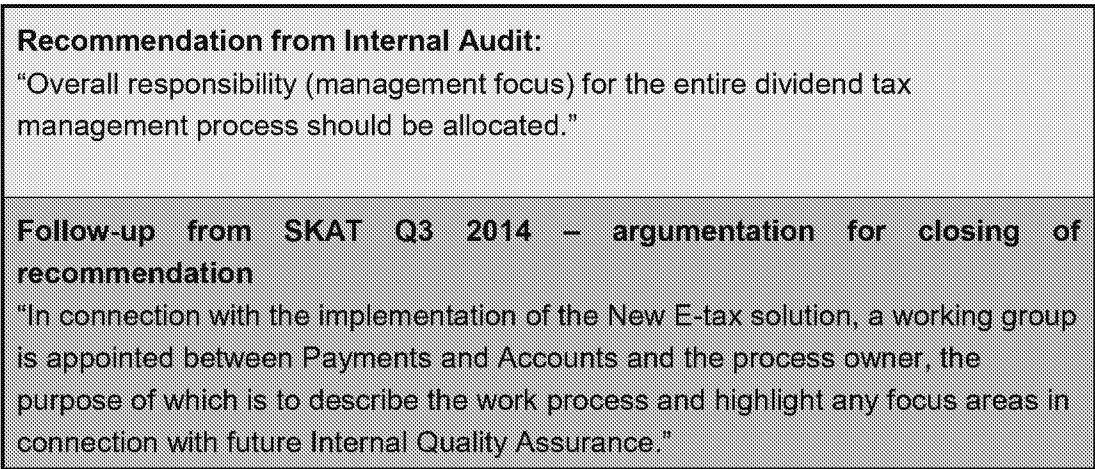 Recommendation from Internal Audit:
“Overall responsibility (management focus) for the entire dividend tax
management process should be allocated.”
Follow-up from SKAT Q3 2014 – argumentation for closing of
recommendation
“In connection with the implementation of the New E-tax solution, a working group
is appointed between Payments and Accounts and the process owner, the
purpose of which is to describe the work process and highlight any focus areas in
connection with future Internal Quality Assurance.”